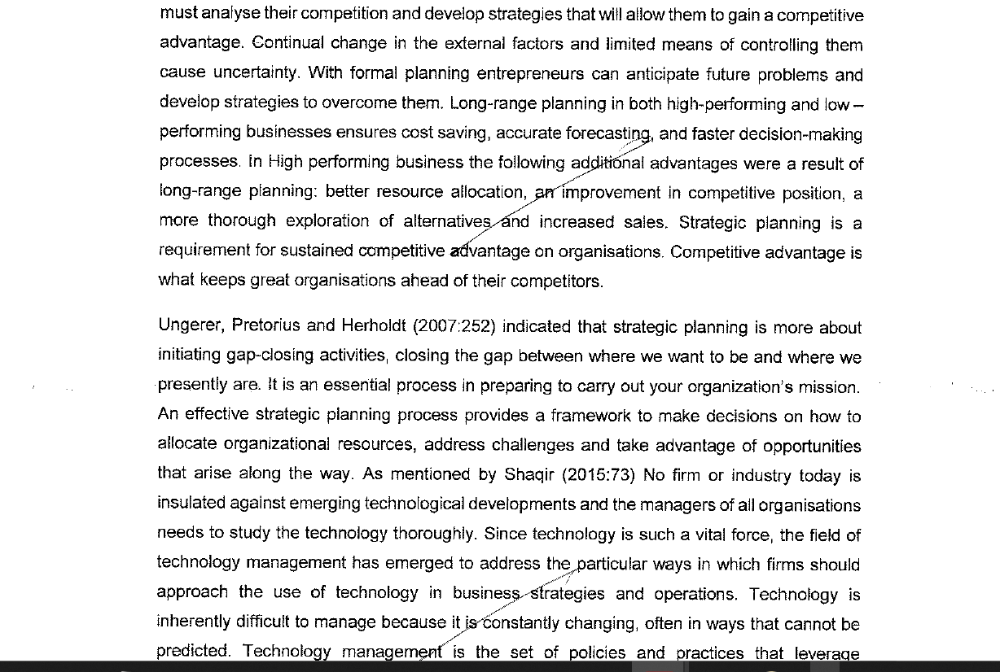 must analyse their competition and develop strategies that will allow them to gain a competitive
advantage. Continual change in the external factors and limited means of controlling them
cause uncertainty. With formal planning entrepreneurs can anticipate future problems and
develop strategies to overcome them. Long-range planning in both high-performing and low –
performing businesses ensures cost saving, accurate forecasting, and faster decision-making
processes. In High performing business the following additional advantages were a result of
long-range planning: better resource allocation, an improvement in competitive position, a
more thorough exploration of alternatives and increased sales. Strategic planning is a
requirement for sustained competitive advantage on organisations. Competitive advantage is
what keeps great organisations ahead of their competitors.
Ungerer, Pretorius and Herholdt (2007:252) indicated that strategic planning is more about
initiating gap-closing activities, closing the gap between where we want to be and where we
presently are. It is an essential process in preparing to carry out your organization's mission.
An effective strategic planning process provides a framework to make decisions on how to
allocate organizational resources, address challenges and take advantage of opportunities
that arise along the way. As mentioned by Shaqir (2015:73) No firm or industry today is
insulated against emerging technological developments and the managers of all organisations
needs to study the technology thoroughly. Since technology is such a vital force, the field of
technology management has emerged to address the particular ways in which firms should
approach the use of technology in business strategies and operations. Technology is
inherently difficult to manage because it is constantly changing, often in ways that cannot be
predicted. Technology management is the set of policies and practices that leverage